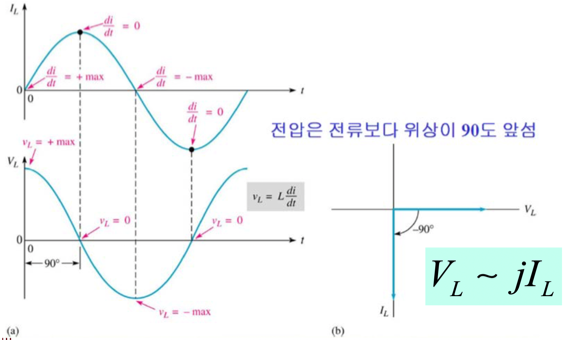 I_L
di/dt = 0
di/dt = + max
di/dt = − max
0
0
t
di/dt = 0
v_L = + max
V_L
v_L = L di/dt
v_L = 0
v_L = 0
0
0
t
90°
v_L = − max
(a)
전압은 전류보다 위상이 90도 앞섬
V_L
−90°
V_L ~ jI_L
I_L
(b)